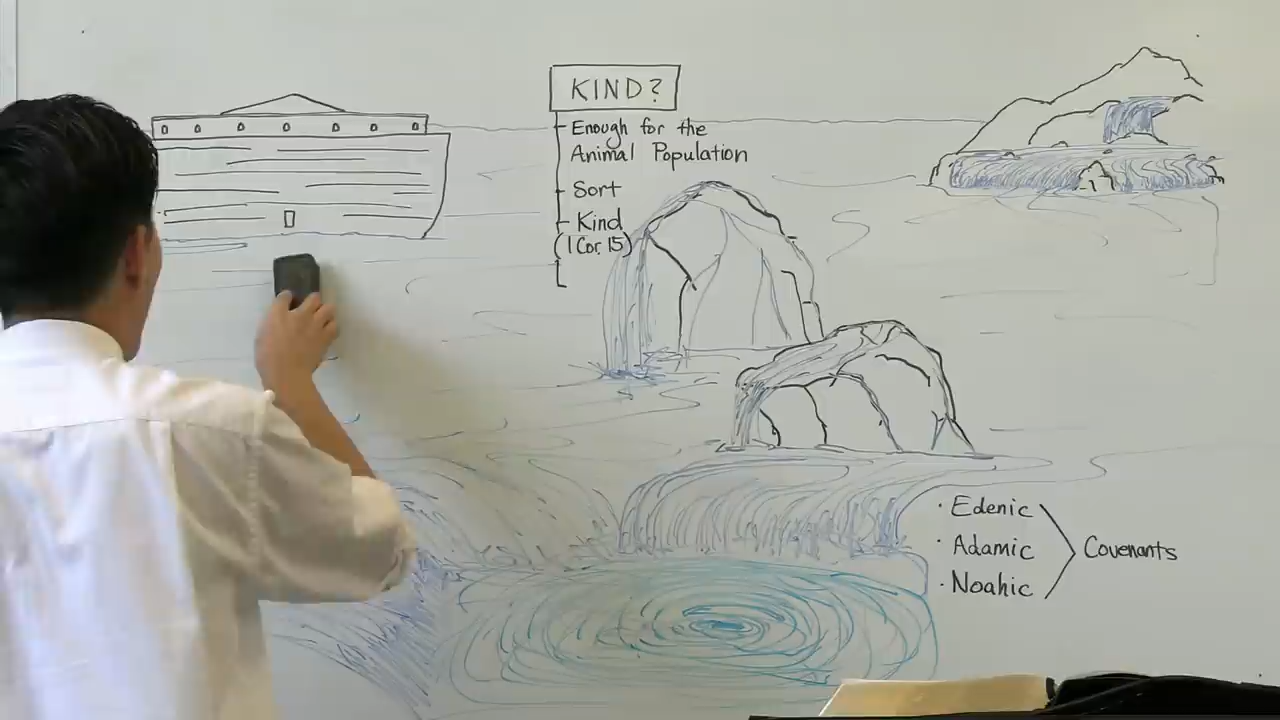 KIND?
- Enough for the
Animal Population
- Sort
- Kind
(1 Cor. 15)
· Edenic
· Adamic
· Noahic
Covenants